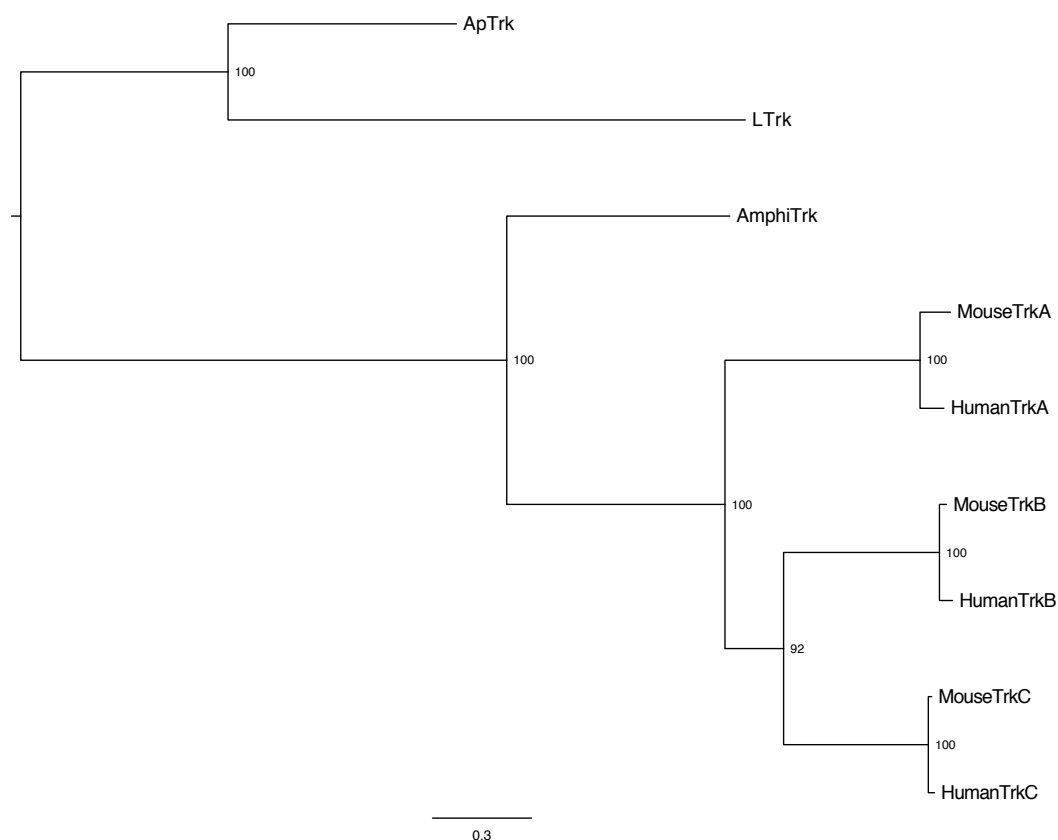 ApTrk
100
LTrk
AmphiTrk
MouseTrkA
100
100
HumanTrkA
MouseTrkB
100
100
HumanTrkB
92
MouseTrkC
100
HumanTrkC
0.3